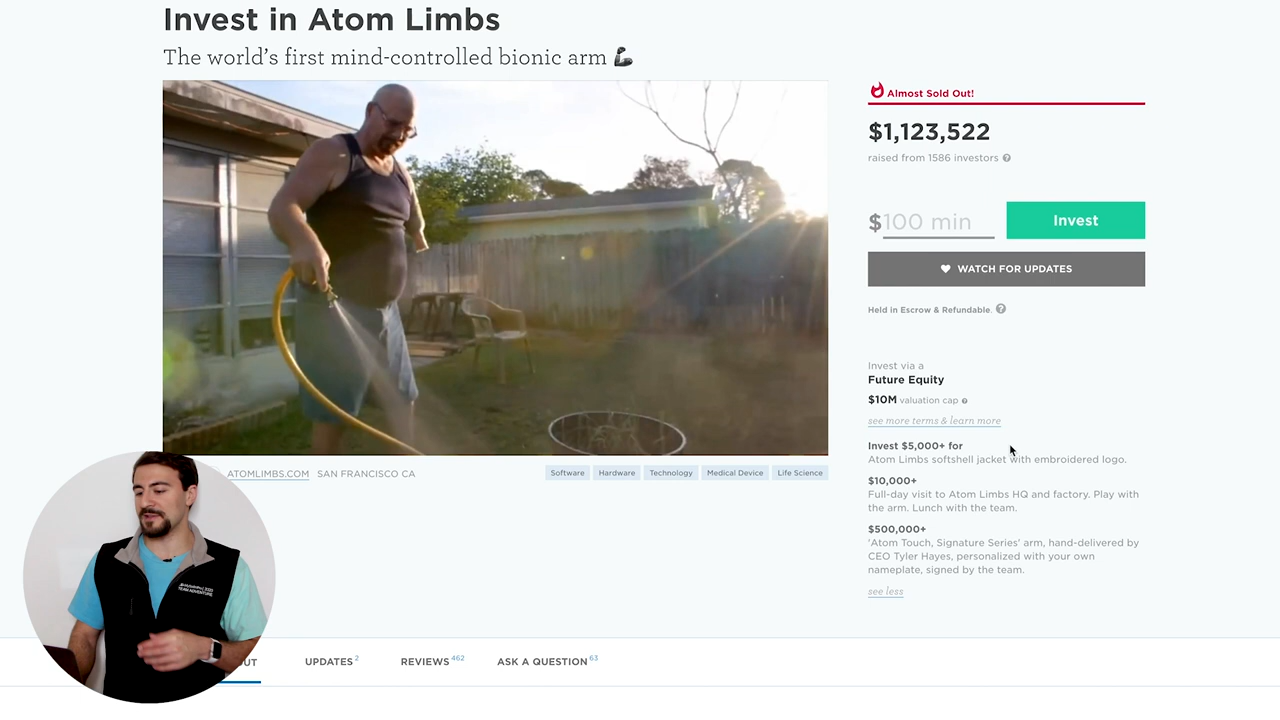 Invest in Atom Limbs
The world's first mind-controlled bionic arm
Almost Sold Out!
$1,123,522
raised from 1586 investors
$100 min
Invest
WATCH FOR UPDATES
Held in Escrow & Refundable.
Invest via a
Future Equity
$10M valuation cap
see more terms & learn more
Invest $5,000+ for
Atom Limbs softshell jacket with embroidered logo.
$10,000+
Full-day visit to Atom Limbs HQ and factory. Play with
the arm. Lunch with the team.
$500,000+
'Atom Touch, Signature Series' arm, hand-delivered by
CEO Tyler Hayes, personalized with your own
nameplate, signed by the team.
see less
ATOMLIMBS.COM SAN FRANCISCO CA
Software Hardware Technology Medical Device Life Science
UPDATES 2 REVIEWS 462 ASK A QUESTION 63
TEAM ADVENTURE